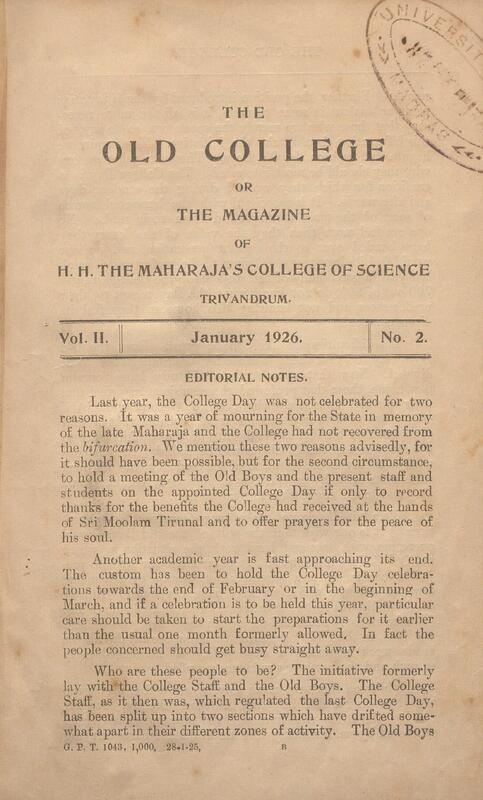 UNIVERSITY
MADRAS
THE
OLD COLLEGE
OR
THE MAGAZINE
OF
H. H. THE MAHARAJA'S COLLEGE OF SCIENCE
TRIVANDRUM.
Vol. II. January 1926. No. 2.
EDITORIAL NOTES.
Last year, the College Day was not celebrated for two
reasons. It was a year of mourning for the State in memory
of the late Maharaja and the College had not recovered from
the bifurcation. We mention these two reasons advisedly, for
it should have been possible, but for the second circumstance,
to hold a meeting of the Old Boys and the present staff and
students on the appointed College Day if only to record
thanks for the benefits the College had received at the hands
of Sri Moolam Tirunal and to offer prayers for the peace of
his soul.
Another academic year is fast approaching its end.
The custom has been to hold the College Day celebra-
tions towards the end of February or in the beginning of
March, and if a celebration is to be held this year, particular
care should be taken to start the preparations for it earlier
than the usual one month formerly allowed. In fact the
people concerned should get busy straight away.
Who are these people to be? The initiative formerly
lay with the College Staff and the Old Boys. The College
Staff, as it then was, which regulated the last College Day,
has been split up into two sections which have drifted some-
what apart in their different zones of activity. The Old Boys
G. P. T. 1043, 1,000, 28-1-25, B